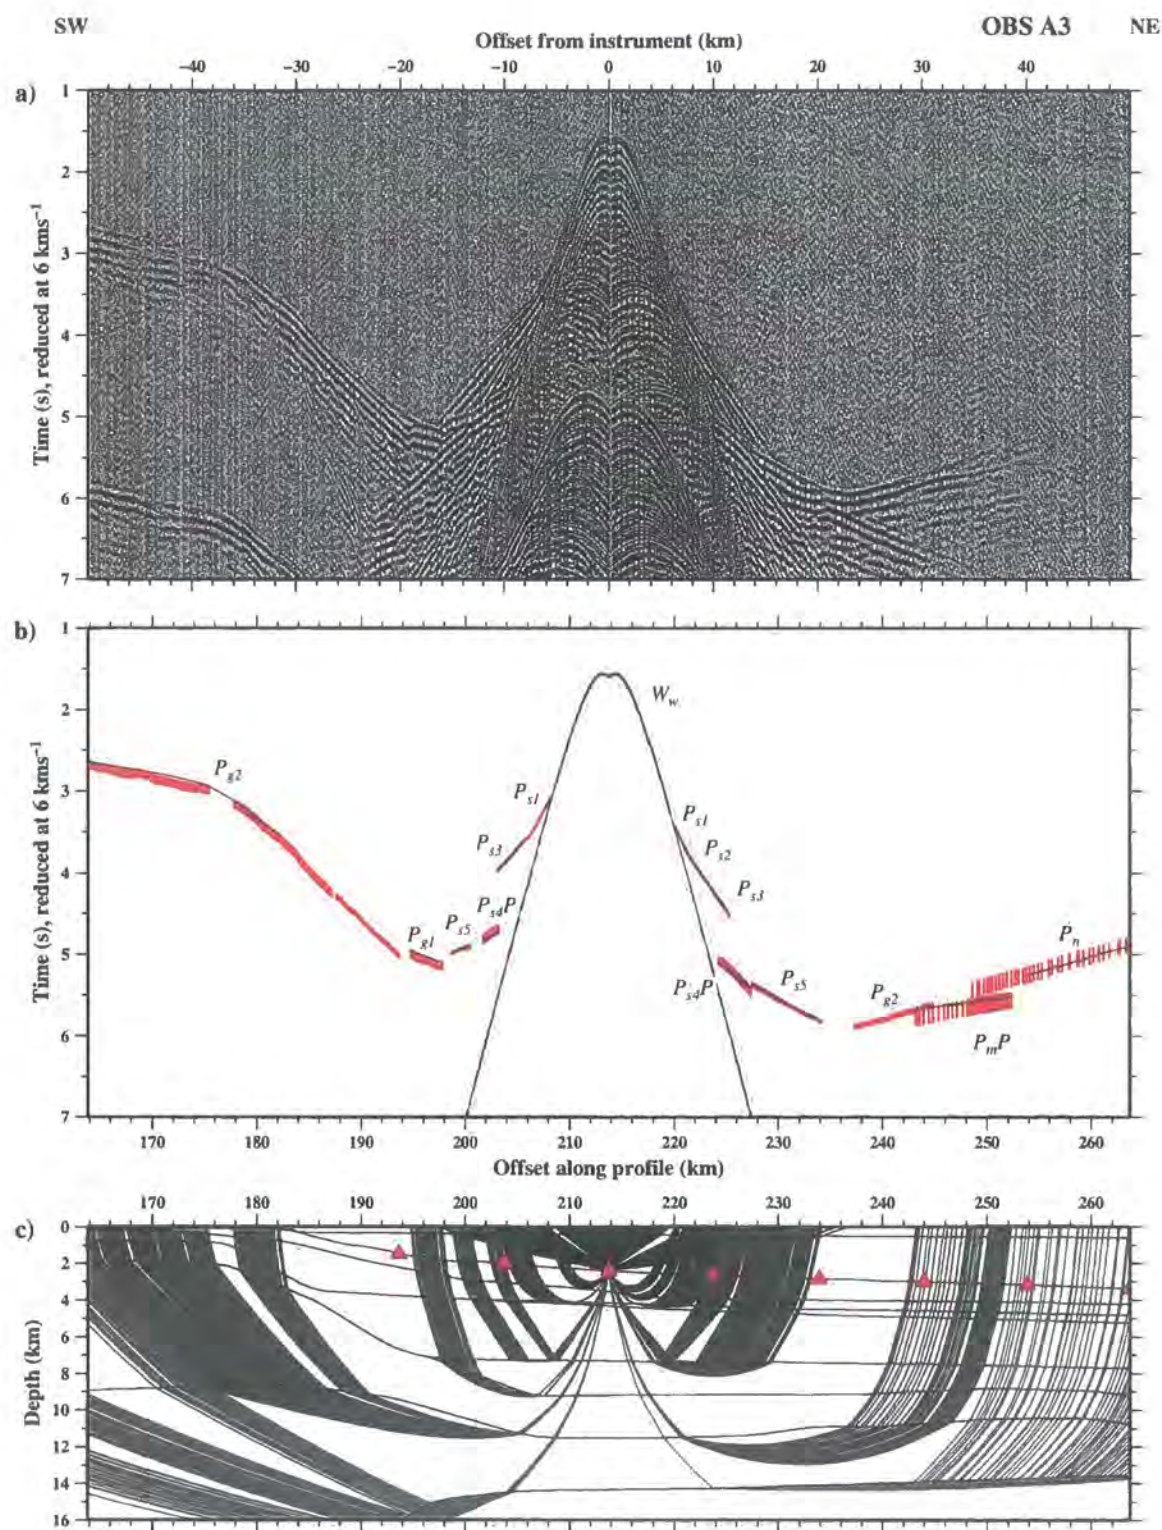 SW OBS A3 NE
Offset from instrument (km)
−40 −30 −20 −10 0 10 20 30 40
a)
1
2
3
4
5
6
7
Time (s), reduced at 6 kms⁻¹
b)
1
2
3
4
5
6
7
Time (s), reduced at 6 kms⁻¹
Ww
Pg2
Ps1
Ps1
Ps3
Ps2
Ps4P
Ps3
Pg1
Ps5
Pn
Ps4P
Ps5
Pg2
PmP
170 180 190 200 210 220 230 240 250 260
Offset along profile (km)
170 180 190 200 210 220 230 240 250 260
c)
0
2
4
6
8
10
12
14
16
Depth (km)